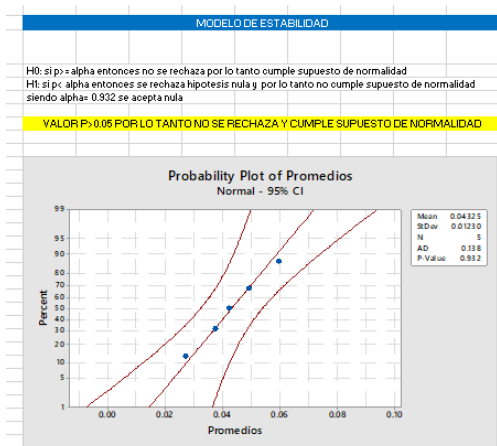 MODELO DE ESTABILIDAD
H0: si p>= alpha entonces no se rechaza por lo tanto cumple supuesto de normalidad
H1: si p< alpha entonces se rechaza hipotesis nula y por lo tanto no cumple supuesto de normalidad
siendo alpha= 0.932 se acepta nula
VALOR P>0.05 POR LO TANTO NO SE RECHAZA Y CUMPLE SUPUESTO DE NORMALIDAD
Probability Plot of Promedios
Normal - 95% CI
Mean 0.04325
StDev 0.01230
N 5
AD 0.138
P-Value 0.932
Percent
99
95
90
80
70
60
50
40
30
20
10
5
1
0.00 0.02 0.04 0.06 0.08 0.10
Promedios